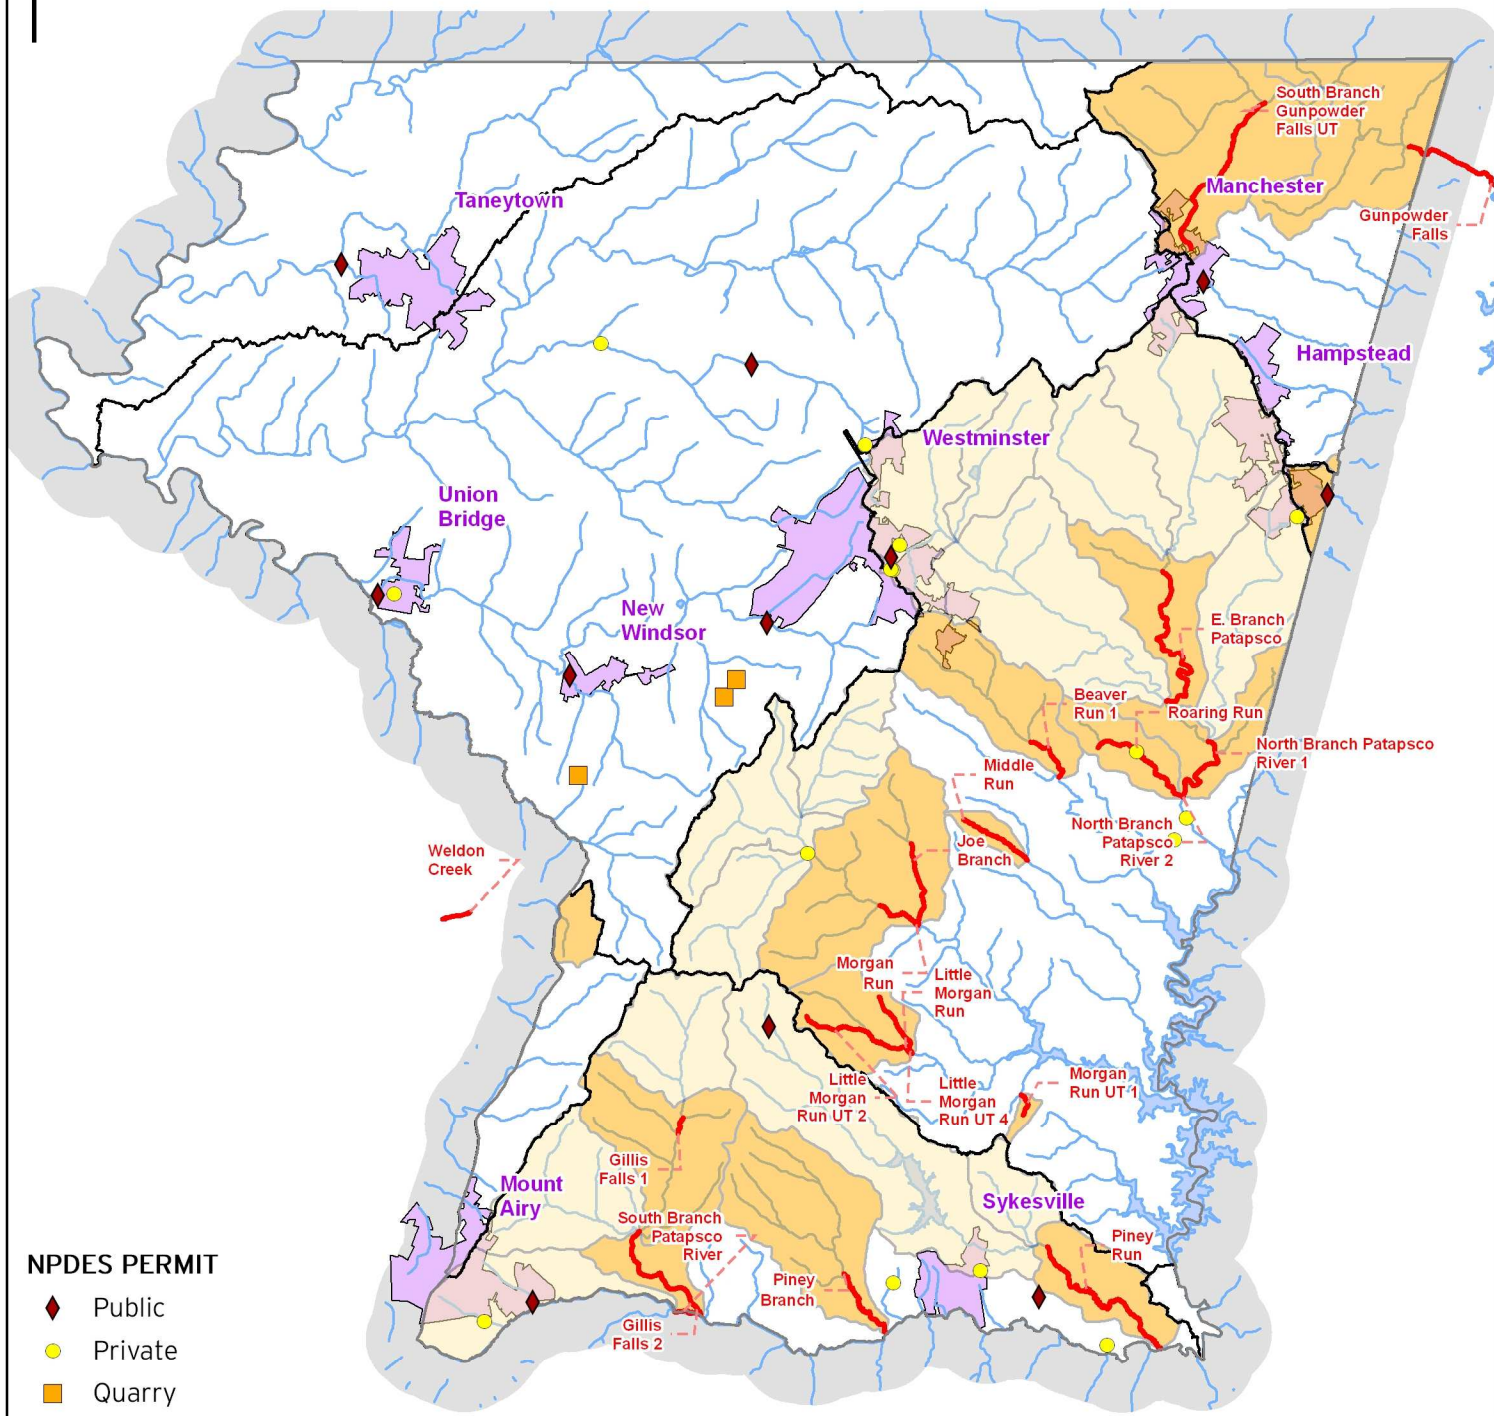 South Branch
Gunpowder
Falls UT
Manchester
Taneytown
Gunpowder
Falls
Hampstead
Westminster
Union
Bridge
New
Windsor
E. Branch
Patapsco
Beaver
Run 1
Roaring Run
North Branch Patapsco
River 1
Middle
Run
North Branch
Patapsco
River 2
Joe
Branch
Weldon
Creek
Morgan
Run
Little
Morgan
Run
Little
Morgan
Run UT 2
Little
Morgan
Run UT 4
Morgan
Run UT 1
Gillis
Falls 1
Mount
Airy
Sykesville
South Branch
Patapsco
River
Piney
Run
Piney
Branch
Gillis
Falls 2
NPDES PERMIT
Public
Private
Quarry